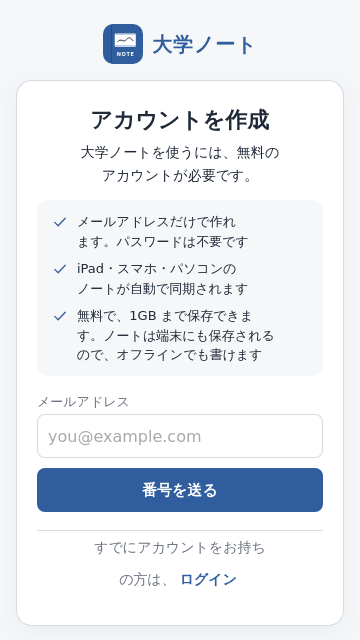 NOTE
大学ノート
アカウントを作成
大学ノートを使うには、無料の
アカウントが必要です。
メールアドレスだけで作れ
ます。パスワードは不要です
iPad・スマホ・パソコンの
ノートが自動で同期されます
無料で、1GB まで保存できま
す。ノートは端末にも保存される
ので、オフラインでも書けます
メールアドレス
you@example.com
番号を送る
すでにアカウントをお持ち
の方は、 ログイン